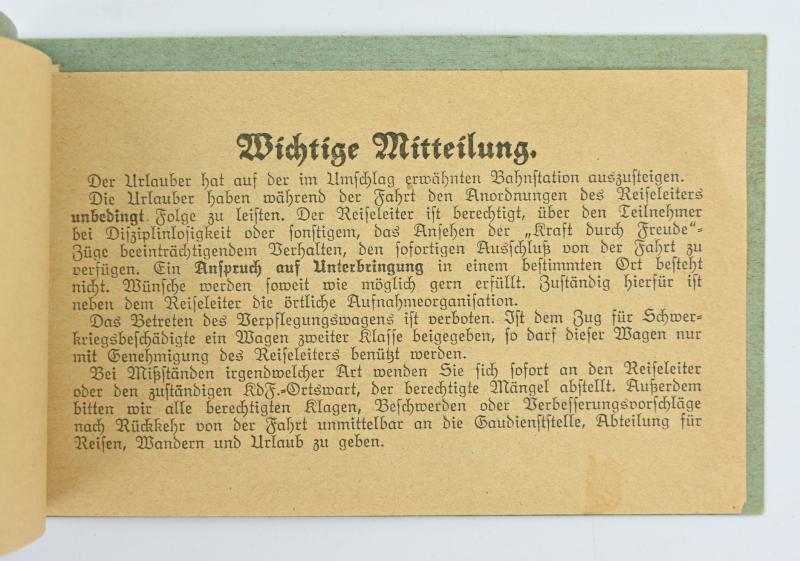 Wichtige Mitteilung.
Der Urlauber hat auf der im Umschlag erwähnten Bahnstation auszusteigen.
Die Urlauber haben während der Fahrt den Anordnungen des Reiseleiters
unbedingt Folge zu leisten. Der Reiseleiter ist berechtigt, über den Teilnehmer
bei Disziplinlosigkeit oder sonstigem, das Ansehen der „Kraft durch Freude"-
Züge beeinträchtigendem Verhalten, den sofortigen Ausschluß von der Fahrt zu
verfügen. Ein Anspruch auf Unterbringung in einem bestimmten Ort besteht
nicht. Wünsche werden soweit wie möglich gern erfüllt. Zuständig hierfür ist
neben dem Reiseleiter die örtliche Aufnahmeorganisation.
Das Betreten des Verpflegungswagens ist verboten. Ist dem Zug für Schwer-
kriegsbeschädigte ein Wagen zweiter Klasse beigegeben, so darf dieser Wagen nur
mit Genehmigung des Reiseleiters benützt werden.
Bei Mißständen irgendwelcher Art wenden Sie sich sofort an den Reiseleiter
oder den zuständigen KdF.-Ortswart, der berechtigte Mängel abstellt. Außerdem
bitten wir alle berechtigten Klagen, Beschwerden oder Verbesserungsvorschläge
nach Rückkehr von der Fahrt unmittelbar an die Gaudienststelle, Abteilung für
Reisen, Wandern und Urlaub zu geben.